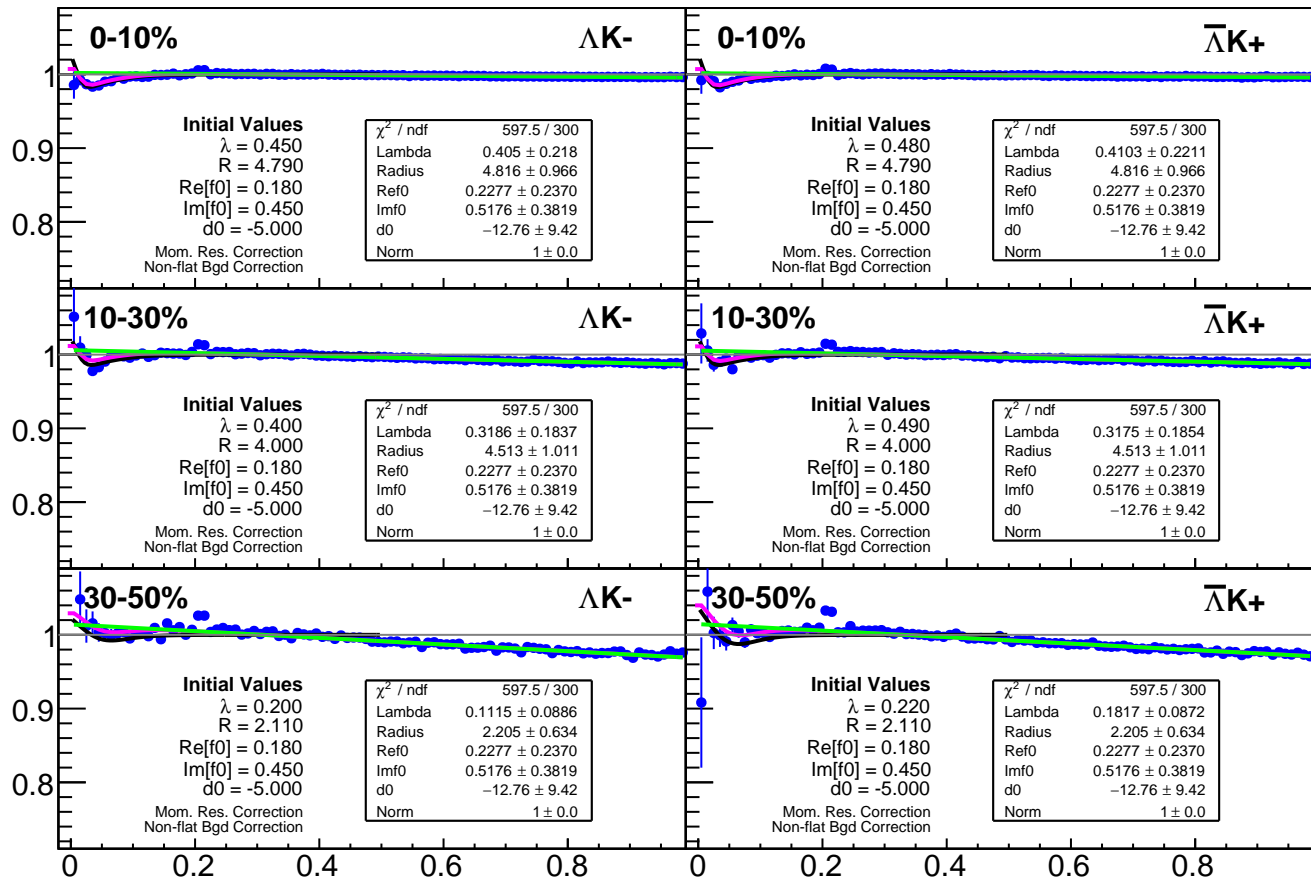 0-10% ΛK-
1
0.9
0.8
Initial Values
λ = 0.450
R = 4.790
Re[f0] = 0.180
Im[f0] = 0.450
d0 = -5.000
Mom. Res. Correction
Non-flat Bgd Correction
χ² / ndf 597.5 / 300
Lambda 0.405 ± 0.218
Radius 4.816 ± 0.966
Ref0 0.2277 ± 0.2370
Imf0 0.5176 ± 0.3819
d0 −12.76 ± 9.42
Norm 1 ± 0.0
0-10% Λ̅K+
Initial Values
λ = 0.480
R = 4.790
Re[f0] = 0.180
Im[f0] = 0.450
d0 = -5.000
Mom. Res. Correction
Non-flat Bgd Correction
χ² / ndf 597.5 / 300
Lambda 0.4103 ± 0.2211
Radius 4.816 ± 0.966
Ref0 0.2277 ± 0.2370
Imf0 0.5176 ± 0.3819
d0 −12.76 ± 9.42
Norm 1 ± 0.0
10-30% ΛK-
1
0.9
0.8
Initial Values
λ = 0.400
R = 4.000
Re[f0] = 0.180
Im[f0] = 0.450
d0 = -5.000
Mom. Res. Correction
Non-flat Bgd Correction
χ² / ndf 597.5 / 300
Lambda 0.3186 ± 0.1837
Radius 4.513 ± 1.011
Ref0 0.2277 ± 0.2370
Imf0 0.5176 ± 0.3819
d0 −12.76 ± 9.42
Norm 1 ± 0.0
10-30% Λ̅K+
Initial Values
λ = 0.490
R = 4.000
Re[f0] = 0.180
Im[f0] = 0.450
d0 = -5.000
Mom. Res. Correction
Non-flat Bgd Correction
χ² / ndf 597.5 / 300
Lambda 0.3175 ± 0.1854
Radius 4.513 ± 1.011
Ref0 0.2277 ± 0.2370
Imf0 0.5176 ± 0.3819
d0 −12.76 ± 9.42
Norm 1 ± 0.0
30-50% ΛK-
1
0.9
0.8
Initial Values
λ = 0.200
R = 2.110
Re[f0] = 0.180
Im[f0] = 0.450
d0 = -5.000
Mom. Res. Correction
Non-flat Bgd Correction
χ² / ndf 597.5 / 300
Lambda 0.1115 ± 0.0886
Radius 2.205 ± 0.634
Ref0 0.2277 ± 0.2370
Imf0 0.5176 ± 0.3819
d0 −12.76 ± 9.42
Norm 1 ± 0.0
30-50% Λ̅K+
Initial Values
λ = 0.220
R = 2.110
Re[f0] = 0.180
Im[f0] = 0.450
d0 = -5.000
Mom. Res. Correction
Non-flat Bgd Correction
χ² / ndf 597.5 / 300
Lambda 0.1817 ± 0.0872
Radius 2.205 ± 0.634
Ref0 0.2277 ± 0.2370
Imf0 0.5176 ± 0.3819
d0 −12.76 ± 9.42
Norm 1 ± 0.0
0 0.2 0.4 0.6 0.8 0 0.2 0.4 0.6 0.8